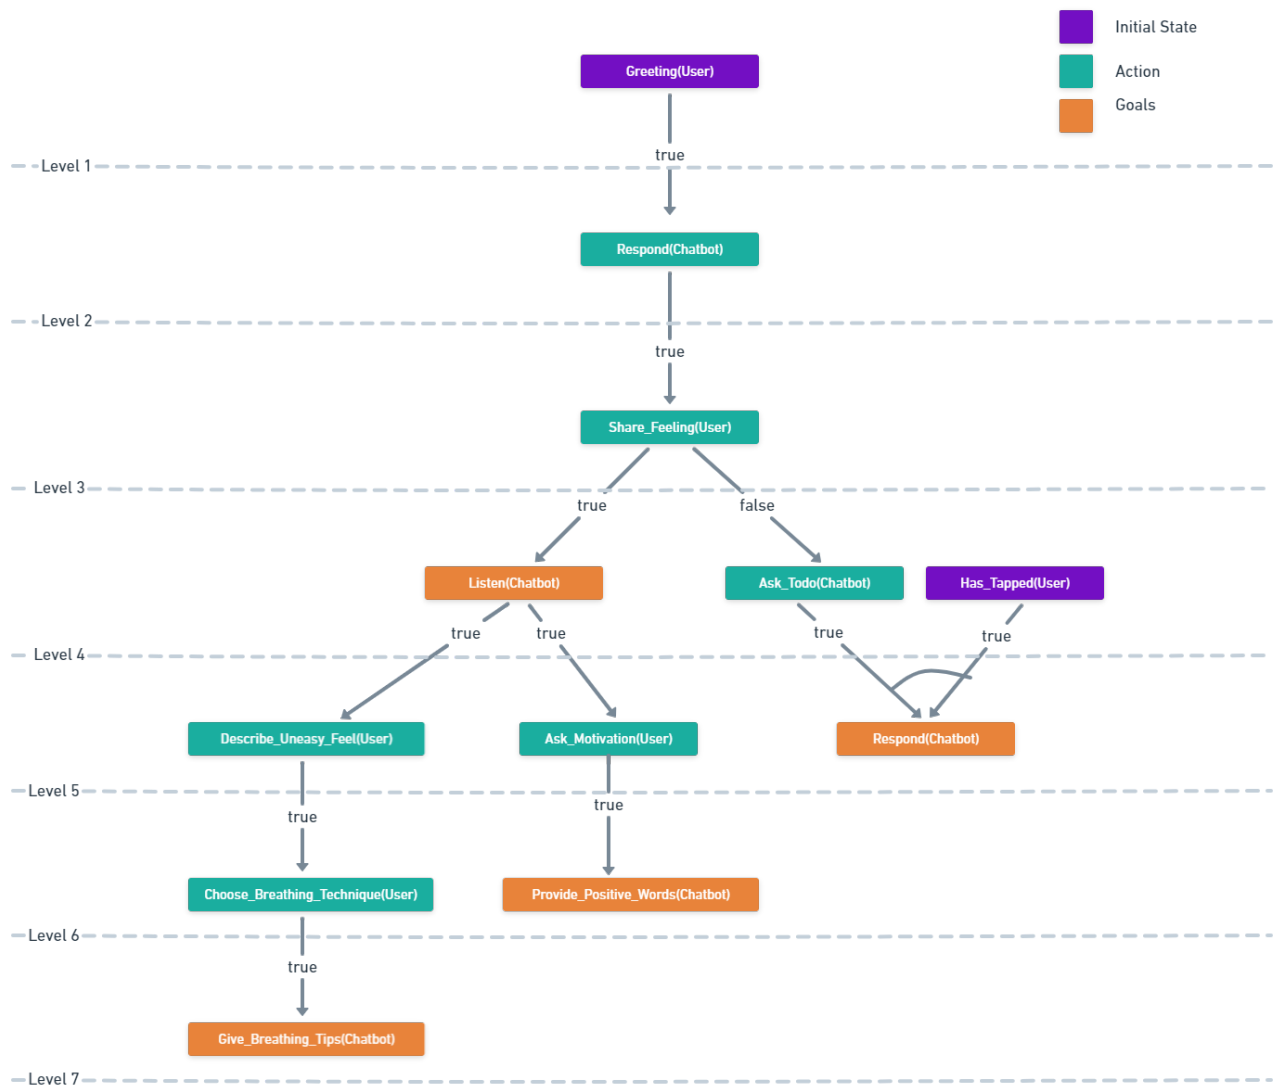 Initial State
Action
Goals
Greeting(User)
true
Level 1
Respond(Chatbot)
Level 2
true
Share_Feeling(User)
Level 3
true
false
Listen(Chatbot)
Ask_Todo(Chatbot)
Has_Tapped(User)
true
true
true
true
Level 4
Describe_Uneasy_Feel(User)
Ask_Motivation(User)
Respond(Chatbot)
Level 5
true
true
Choose_Breathing_Technique(User)
Provide_Positive_Words(Chatbot)
Level 6
true
Give_Breathing_Tips(Chatbot)
Level 7